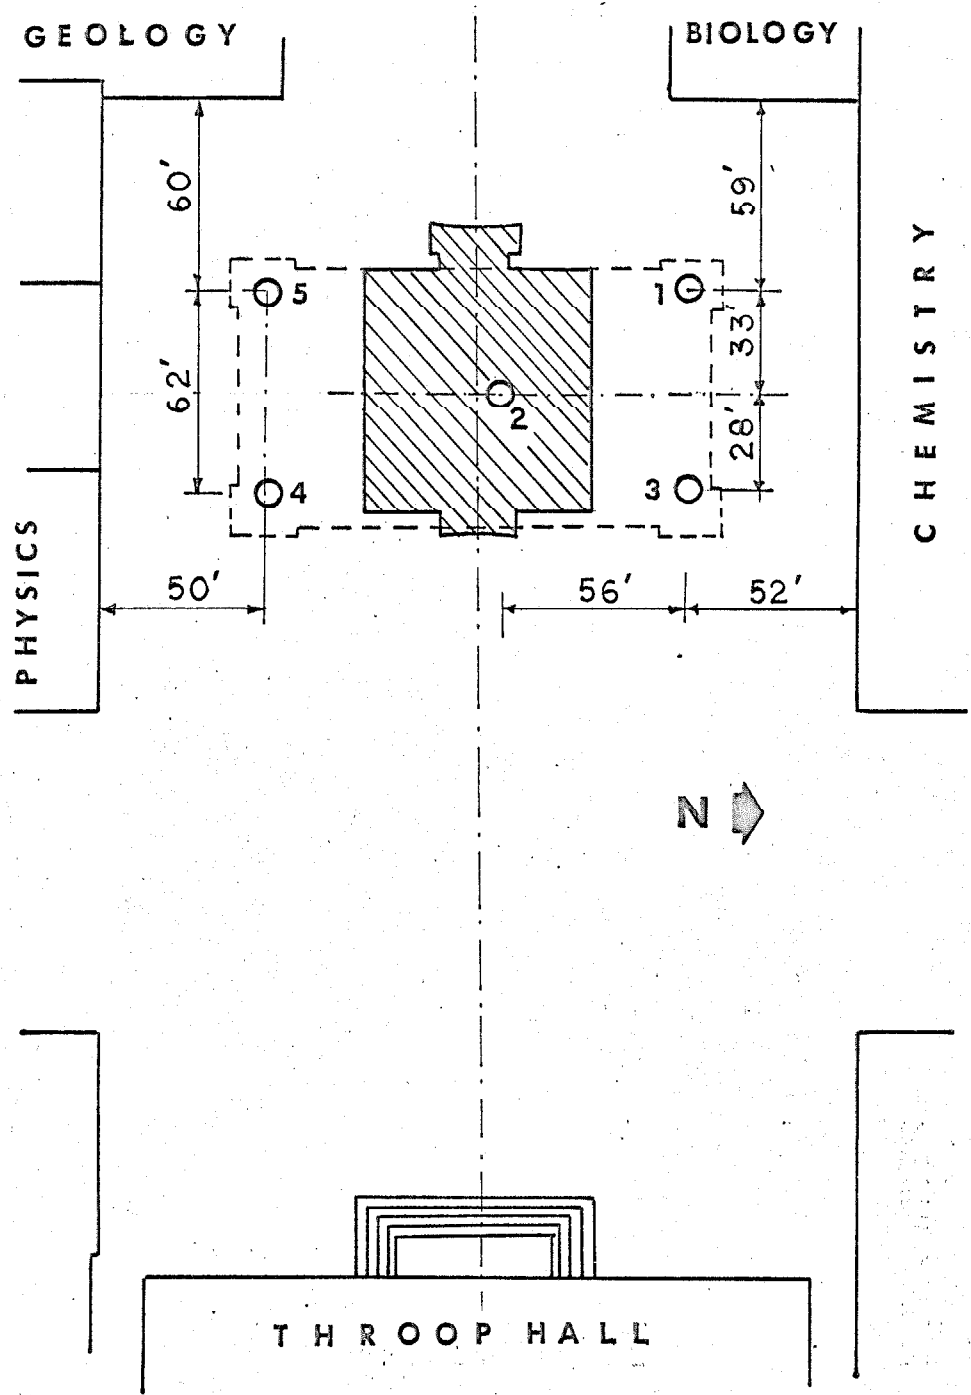 GEOLOGY
BIOLOGY
60'
59'
5
1
33'
62'
2
28'
4
3
CHEMISTRY
PHYSICS
50'
56'
52'
N
THROOP HALL